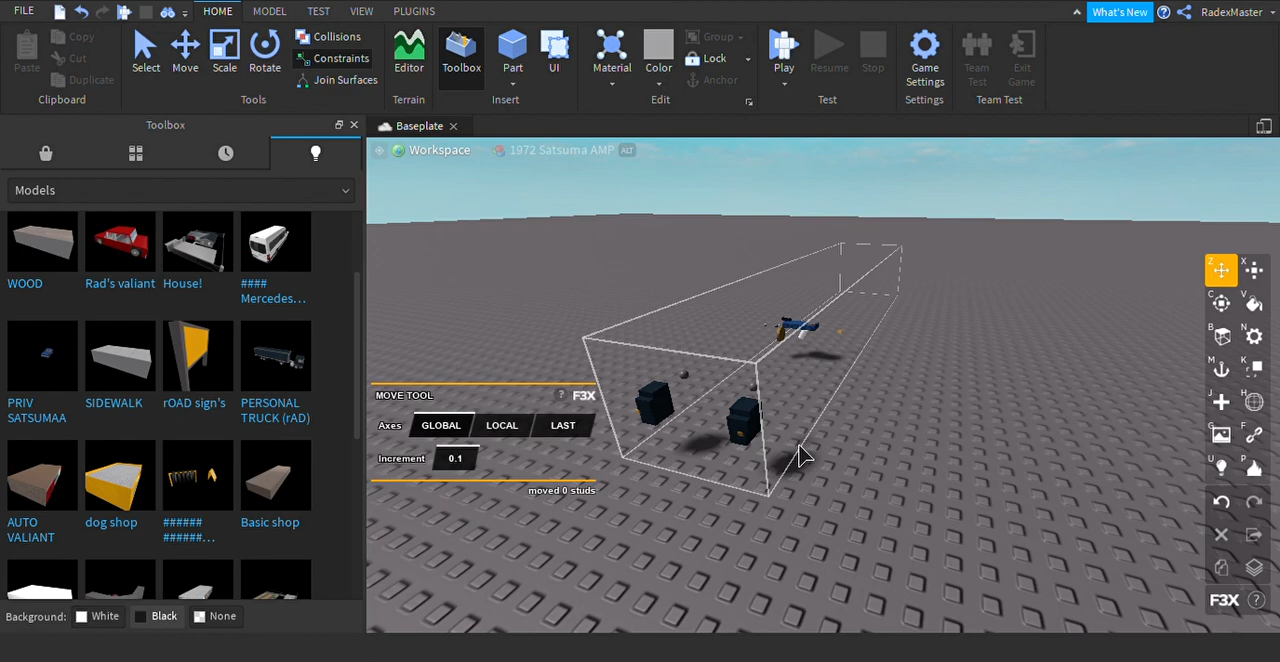 FILE HOME MODEL TEST VIEW PLUGINS What's New RadexMaster
Paste Copy Cut Duplicate Clipboard
Select Move Scale Rotate Collisions Constraints Join Surfaces Tools
Editor Terrain
Toolbox Part UI Insert
Material Color Group Lock Anchor Edit
Play Resume Stop Test
Game Settings Settings
Team Test Exit Game Team Test
Toolbox
Baseplate
Models
Workspace 1972 Satsuma AMP ALT
WOOD Rad's valiant House! #### Mercedes...
PRIV SATSUMAA SIDEWALK rOAD sign's PERSONAL TRUCK (rAD)
AUTO VALIANT dog shop ###### ######... Basic shop
Background: White Black None
MOVE TOOL ? F3X
Axes GLOBAL LOCAL LAST
Increment 0.1
moved 0 studs
Z X
C V
B N
M K
J H
G F
U P
F3X ?